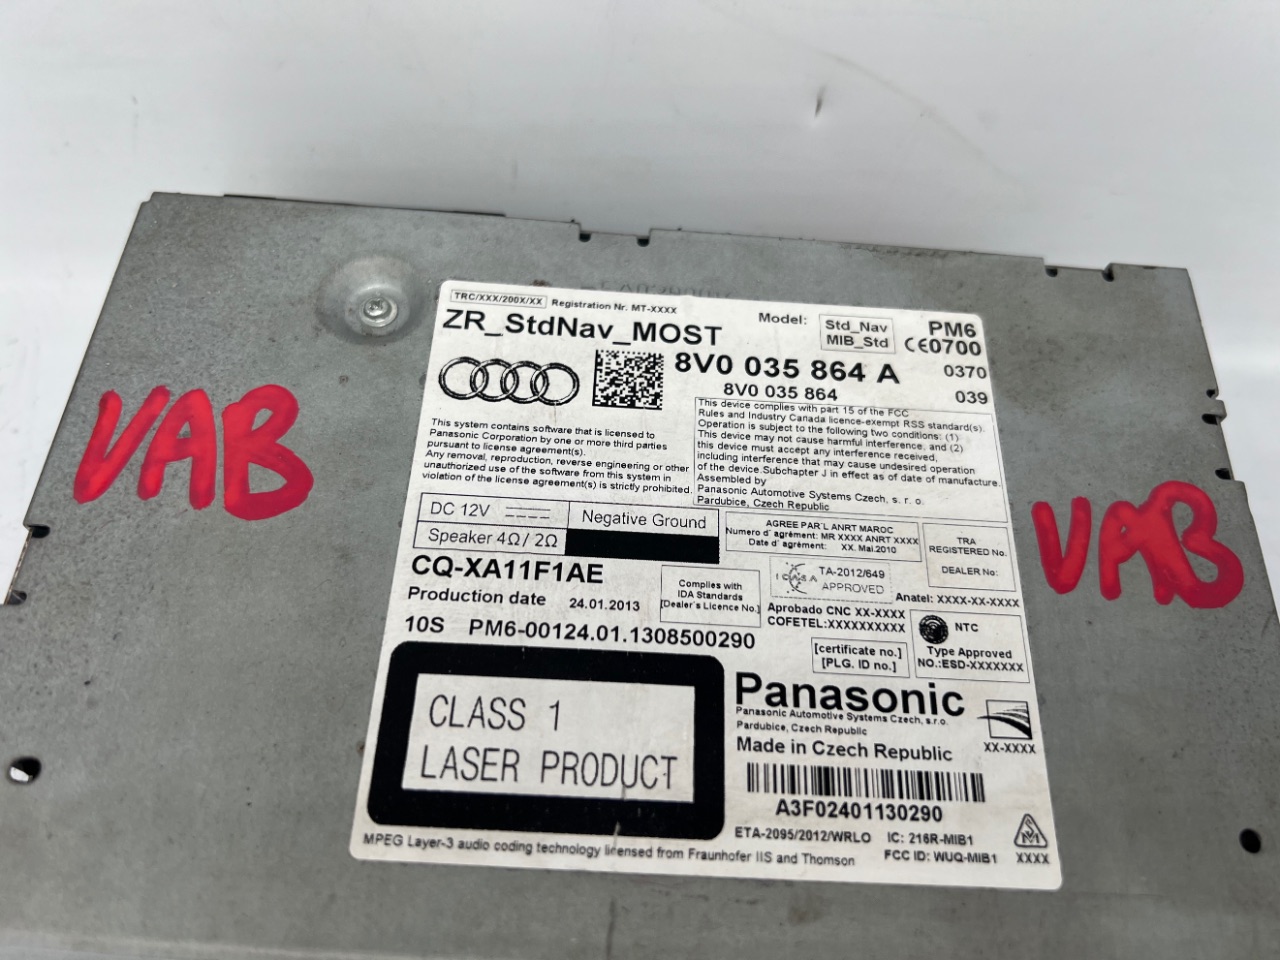 TRC/XXX/200X/XX Registration Nr. MT-XXXX
ZR_StdNav_MOST
Model:
Std_Nav
MIB_Std
PM6
CE0700
8V0 035 864 A
0370
8V0 035 864
039
This system contains software that is licensed to
Panasonic Corporation by one or more third parties
pursuant to license agreement(s).
Any removal, reproduction, reverse engineering or other
unauthorized use of the software from this system in
violation of the license agreement(s) is strictly prohibited.
This device complies with part 15 of the FCC
Rules and Industry Canada licence-exempt RSS standard(s).
Operation is subject to the following two conditions: (1)
This device may not cause harmful interference, and (2)
this device must accept any interference received,
including interference that may cause undesired operation
of the device.Subchapter J in effect as of date of manufacture.
Assembled by
Panasonic Automotive Systems Czech, s. r. o.
Pardubice, Czech Republic
DC 12V
Negative Ground
Speaker 4Ω/2Ω
AGREE PAR'L ANRT MAROC
Numero d'agrément: MR XXXX ANRT XXXX
Date d'agrément: XX. Mai.2010
TRA
REGISTERED No.
DEALER No:
CQ-XA11F1AE
Complies with
IDA Standards
[Dealer's Licence No.]
ICASA
TA-2012/649
APPROVED
Anatel: XXXX-XX-XXXX
Production date 24.01.2013
Aprobado CNC XX-XXXX
COFETEL:XXXXXXXXXX
10S PM6-00124.01.1308500290
NTC
Type Approved
NO.:ESD-XXXXXXX
[certificate no.]
[PLG. ID no.]
CLASS 1
LASER PRODUCT
Panasonic
Panasonic Automotive Systems Czech, s.r.o.
Pardubice, Czech Republic
Made in Czech Republic
XX-XXXX
A3F02401130290
ETA-2095/2012/WRLO IC: 216R-MIB1
FCC ID: WUQ-MIB1
XXXX
MPEG Layer-3 audio coding technology licensed from Fraunhofer IIS and Thomson
VAB
VAB